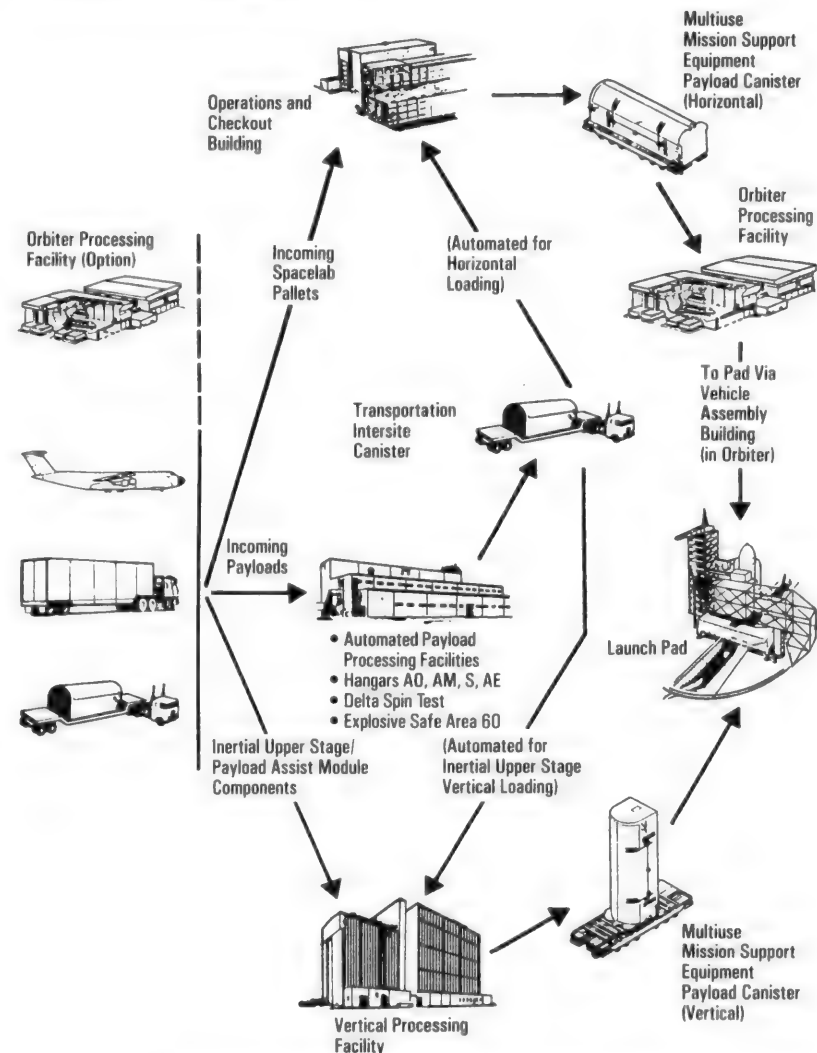 Multiuse
Mission Support
Equipment
Payload Canister
(Horizontal)
Operations and
Checkout
Building
Orbiter
Processing
Facility
Orbiter Processing
Facility (Option)
Incoming
Spacelab
Pallets
(Automated for
Horizontal
Loading)
To Pad Via
Vehicle
Assembly
Building
(in Orbiter)
Transportation
Intersite
Canister
Incoming
Payloads
• Automated Payload
Processing Facilities
• Hangars AO, AM, S, AE
• Delta Spin Test
• Explosive Safe Area 60
Launch Pad
Inertial Upper Stage/
Payload Assist Module
Components
(Automated for
Inertial Upper Stage
Vertical Loading)
Multiuse
Mission Support
Equipment
Payload Canister
(Vertical)
Vertical Processing
Facility